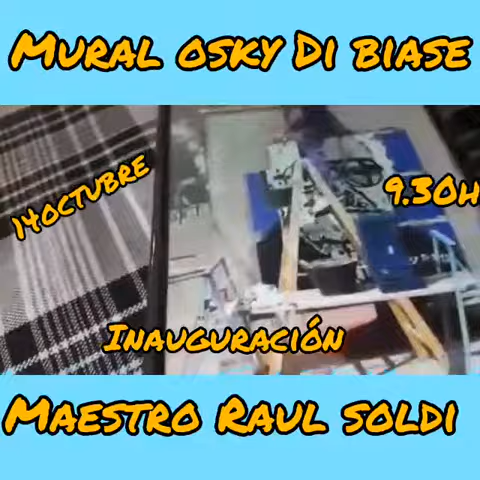 Mural osky Di biase
14octubre
9.30h
Inauguración
Maestro Raul soldi